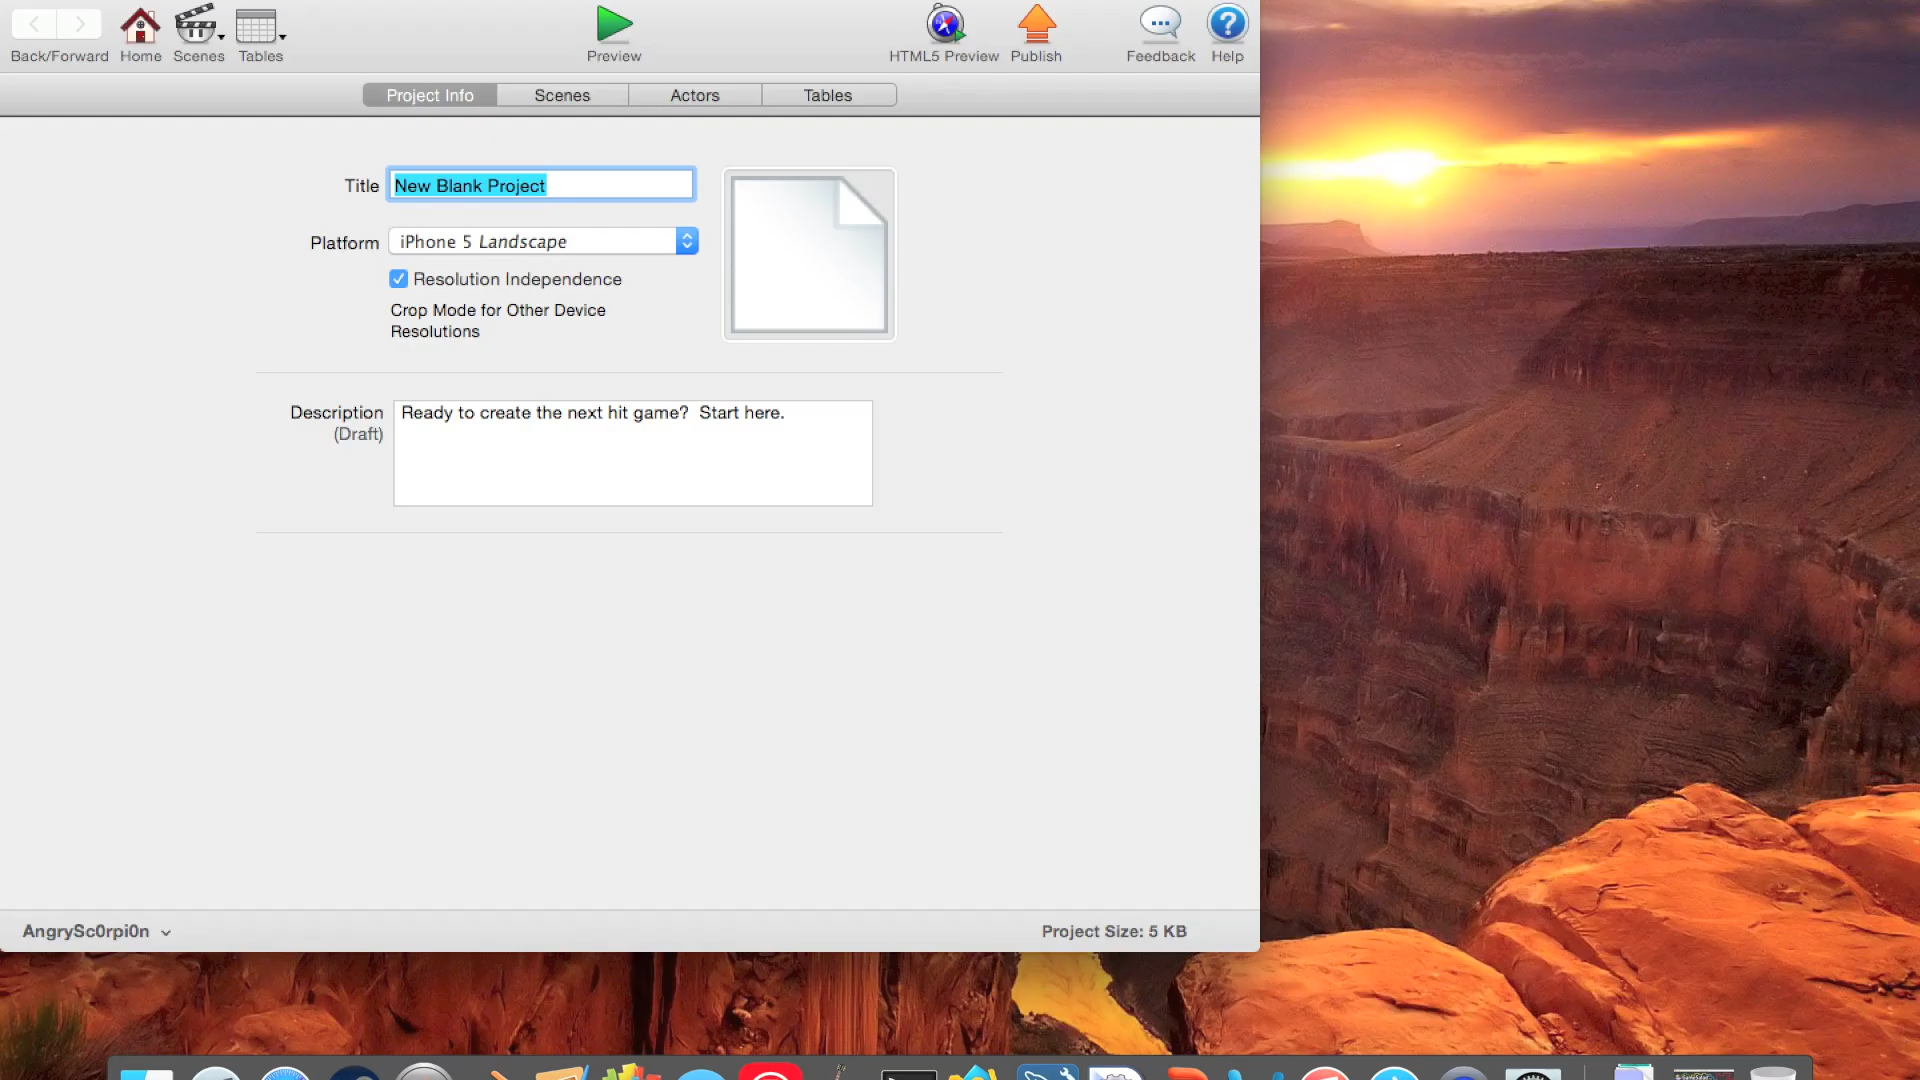 Back/Forward Home Scenes Tables Preview HTML5 Preview Publish Feedback Help
Project Info Scenes Actors Tables
Title New Blank Project
Platform iPhone 5 Landscape
Resolution Independence
Crop Mode for Other Device
Resolutions
Description Ready to create the next hit game?  Start here.
(Draft)
AngrySc0rpi0n Project Size: 5 KB